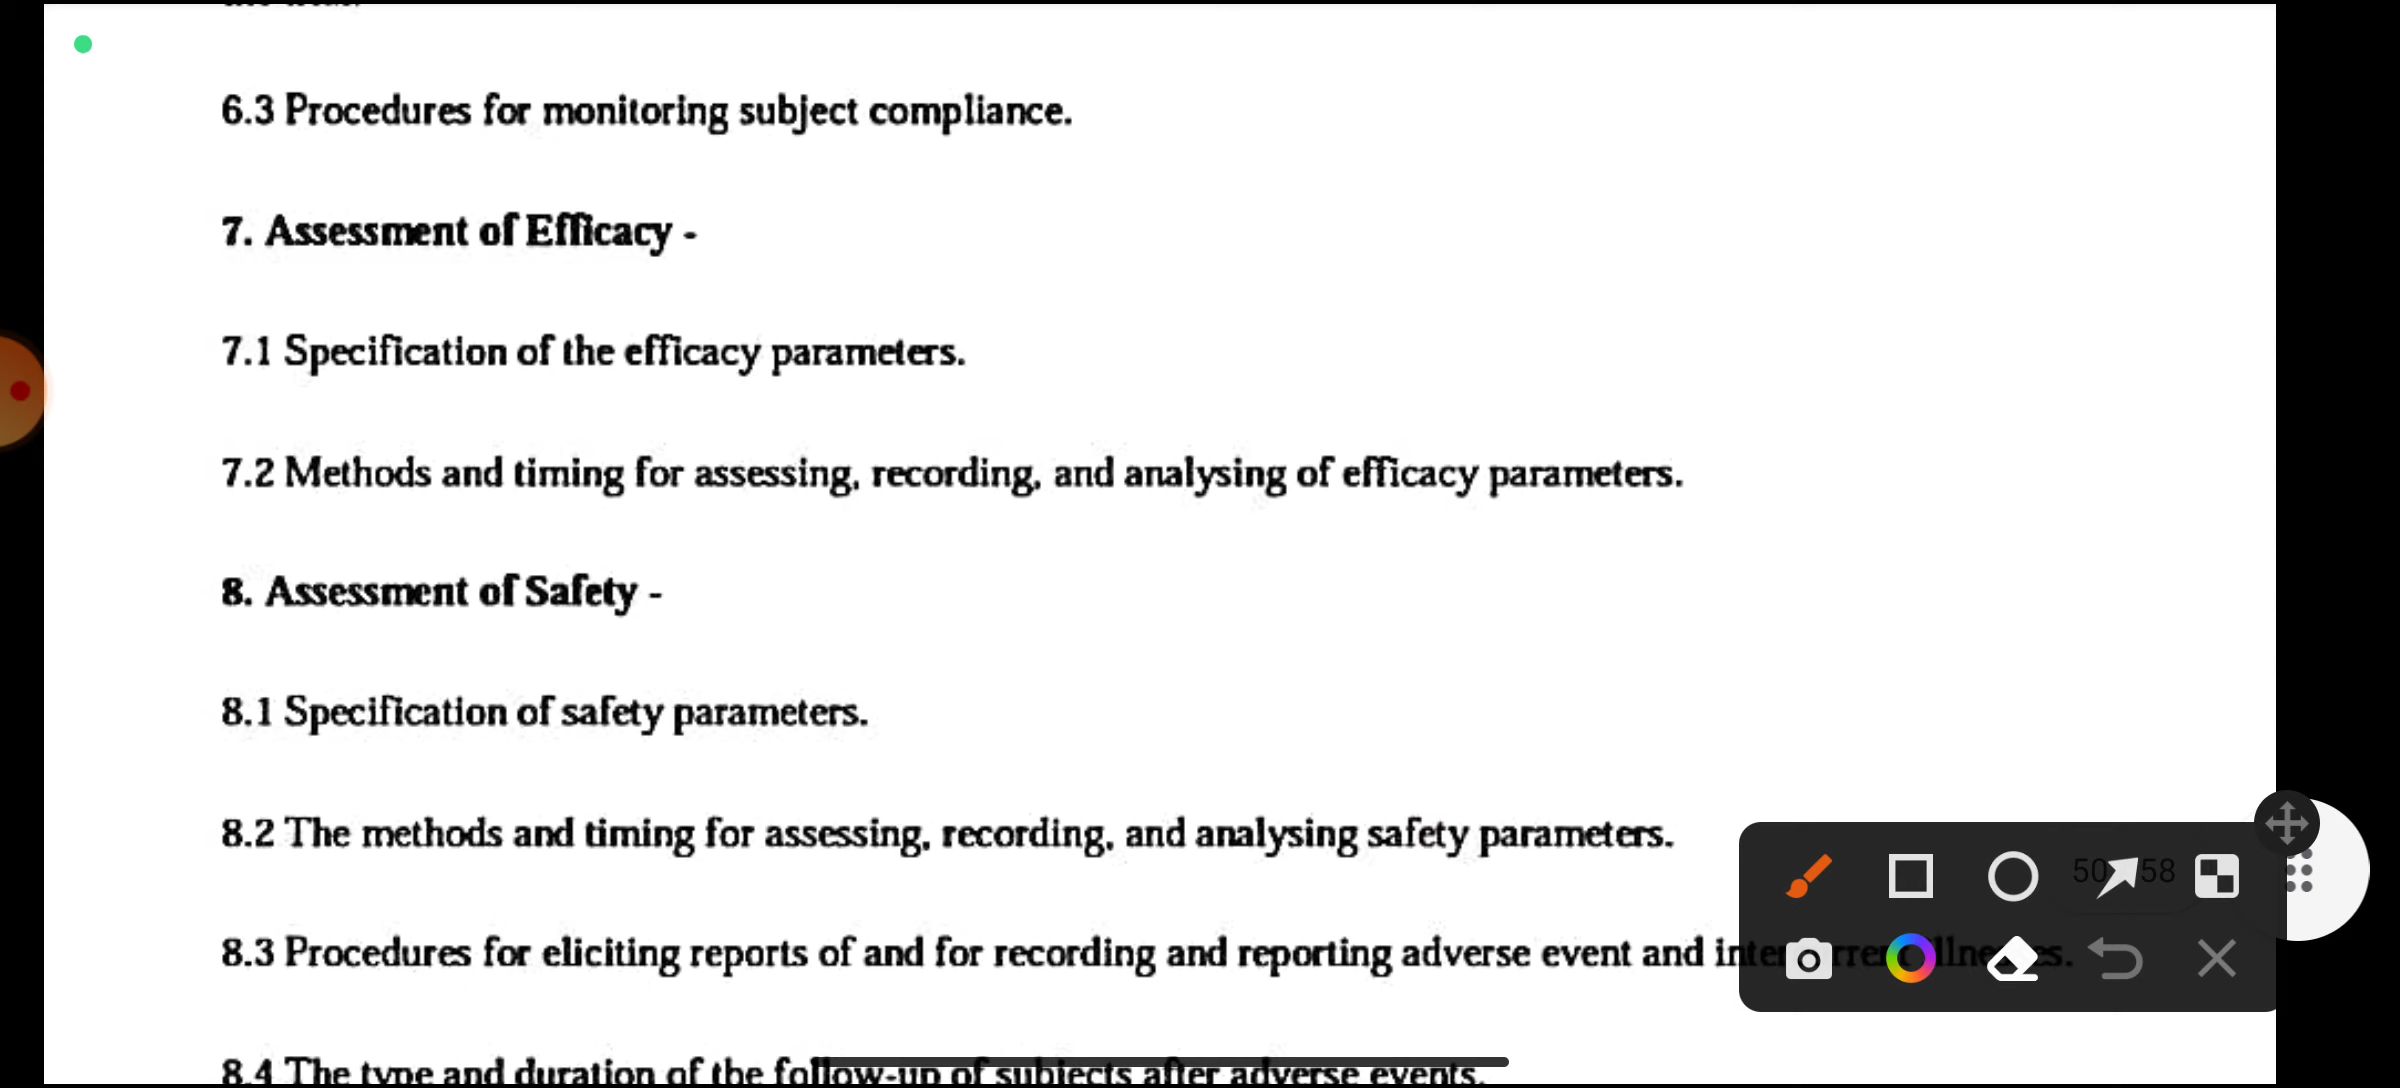 6.3 Procedures for monitoring subject compliance.
7. Assessment of Efficacy -
7.1 Specification of the efficacy parameters.
7.2 Methods and timing for assessing, recording, and analysing of efficacy parameters.
8. Assessment of Safety -
8.1 Specification of safety parameters.
8.2 The methods and timing for assessing, recording, and analysing safety parameters.
50 58
8.3 Procedures for eliciting reports of and for recording and reporting adverse event and intercurrent illnesses.
8.4 The type and duration of the follow-up of subjects after adverse events.